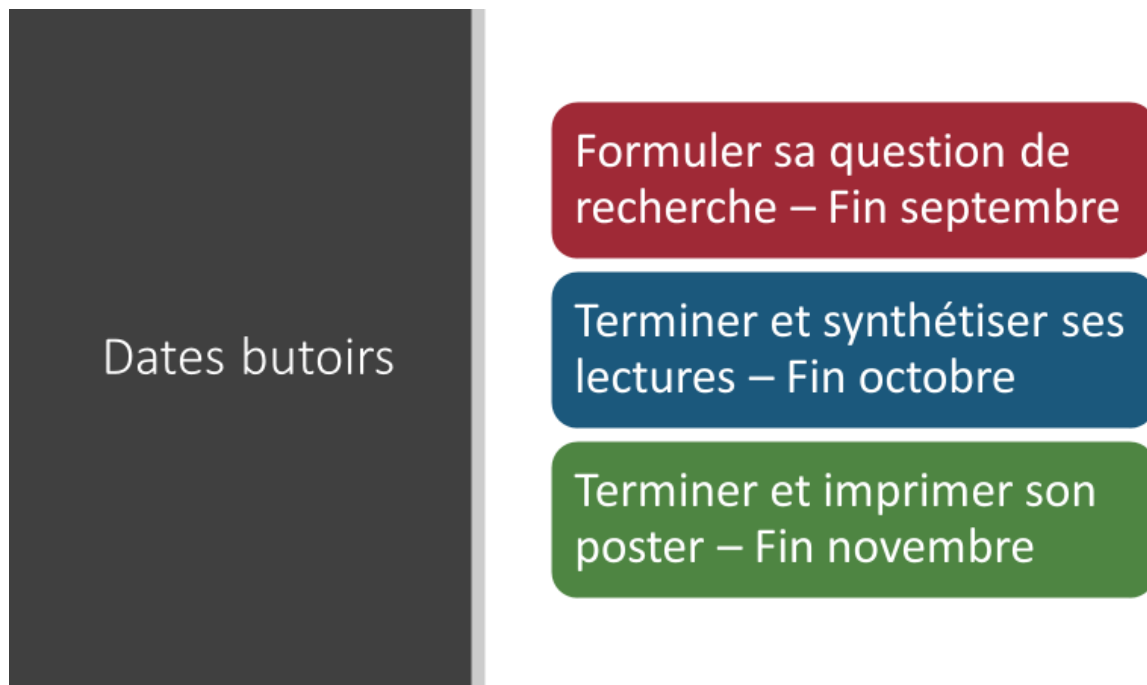 Dates butoirs
Formuler sa question de
recherche – Fin septembre
Terminer et synthétiser ses
lectures – Fin octobre
Terminer et imprimer son
poster – Fin novembre